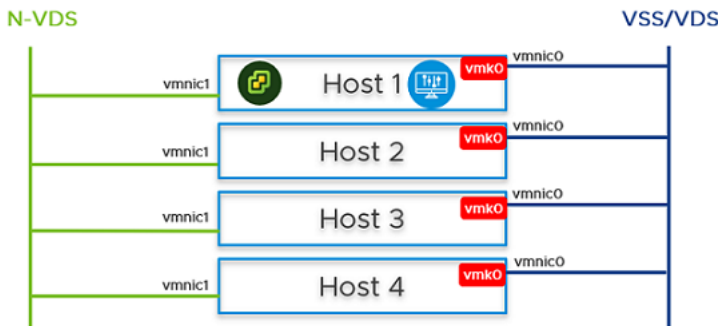 N-VDS
VSS/VDS
vmnic1
Host 1
vmk0
vmnic0
vmnic1
Host 2
vmk0
vmnic0
vmnic1
Host 3
vmk0
vmnic0
vmnic1
Host 4
vmk0
vmnic0